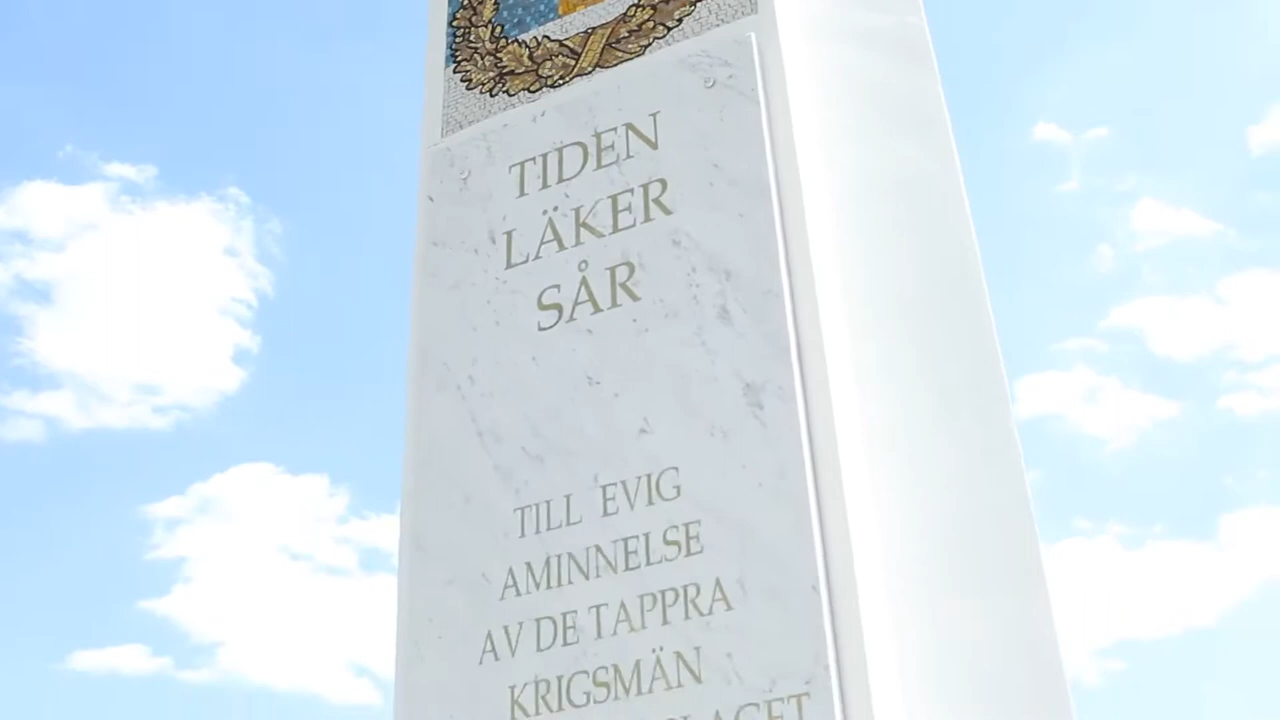 TIDEN
LÄKER
SÅR
TILL EVIG
AMINNELSE
AV DE TAPPRA
KRIGSMÄN